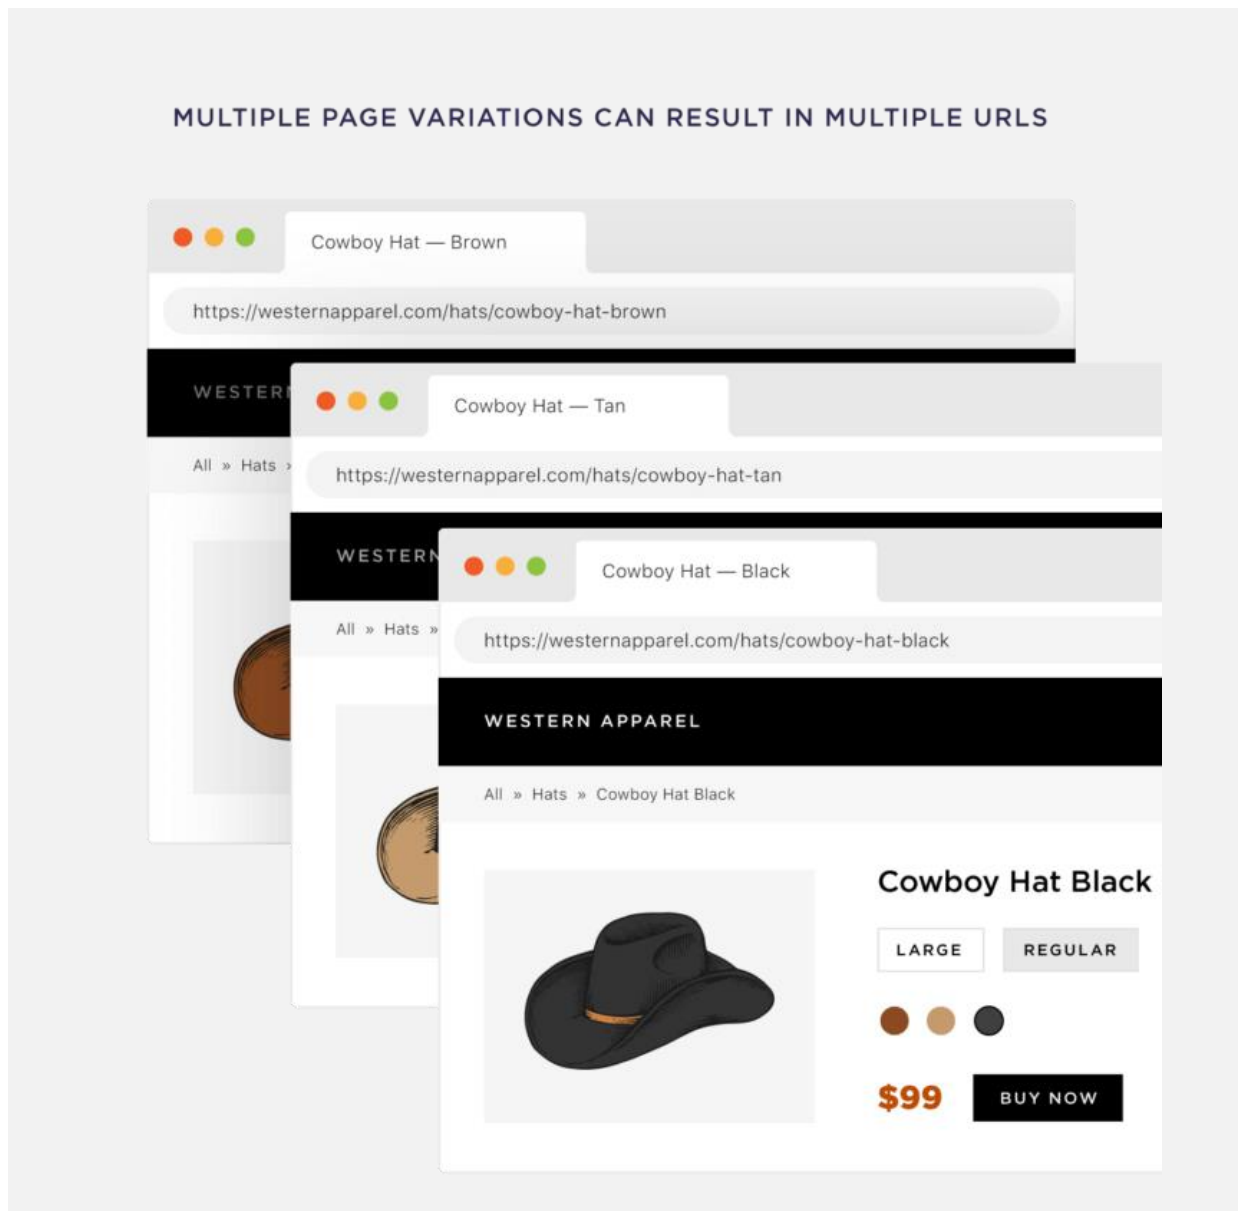 MULTIPLE PAGE VARIATIONS CAN RESULT IN MULTIPLE URLS
Cowboy Hat — Brown
https://westernapparel.com/hats/cowboy-hat-brown
WESTERN
All » Hats »
Cowboy Hat — Tan
https://westernapparel.com/hats/cowboy-hat-tan
WESTERN
All » Hats »
Cowboy Hat — Black
https://westernapparel.com/hats/cowboy-hat-black
WESTERN APPAREL
All » Hats » Cowboy Hat Black
Cowboy Hat Black
LARGE REGULAR
$99 BUY NOW